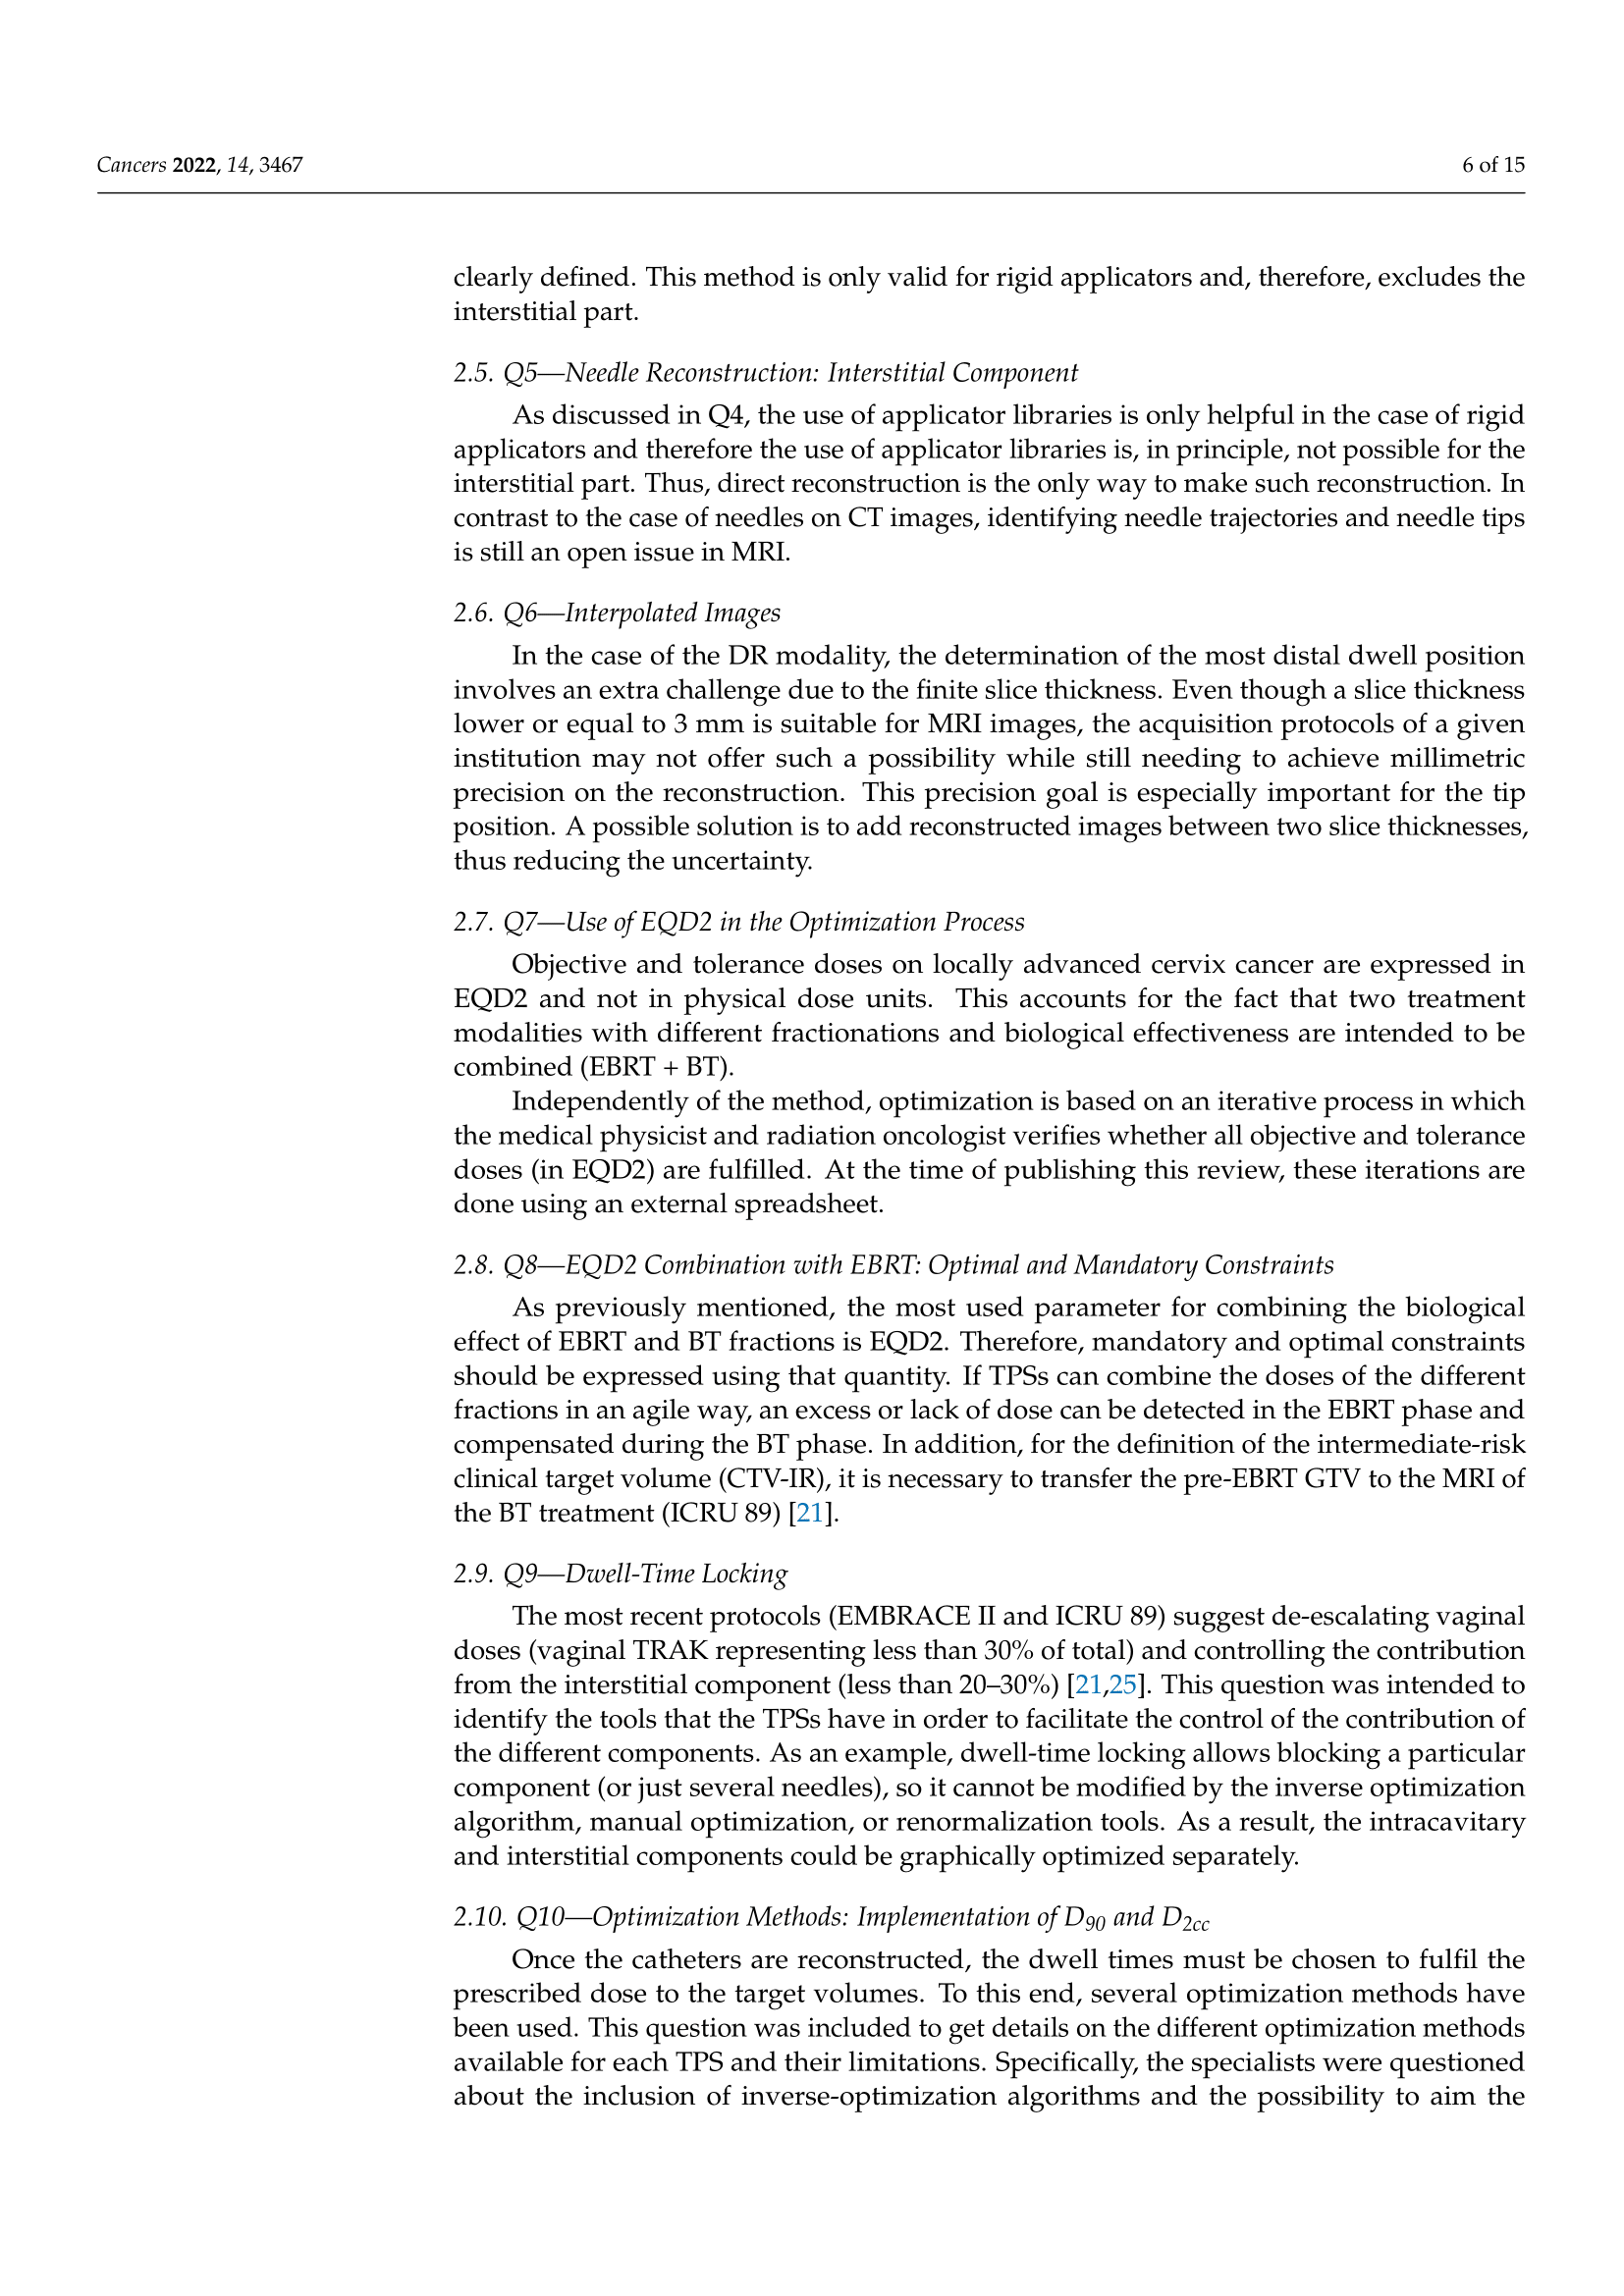 Cancers 2022, 14, 3467
6 of 15
clearly defined. This method is only valid for rigid applicators and, therefore, excludes the
interstitial part.
2.5. Q5—Needle Reconstruction: Interstitial Component
As discussed in Q4, the use of applicator libraries is only helpful in the case of rigid
applicators and therefore the use of applicator libraries is, in principle, not possible for the
interstitial part. Thus, direct reconstruction is the only way to make such reconstruction. In
contrast to the case of needles on CT images, identifying needle trajectories and needle tips
is still an open issue in MRI.
2.6. Q6—Interpolated Images
In the case of the DR modality, the determination of the most distal dwell position
involves an extra challenge due to the finite slice thickness. Even though a slice thickness
lower or equal to 3 mm is suitable for MRI images, the acquisition protocols of a given
institution may not offer such a possibility while still needing to achieve millimetric
precision on the reconstruction. This precision goal is especially important for the tip
position. A possible solution is to add reconstructed images between two slice thicknesses,
thus reducing the uncertainty.
2.7. Q7—Use of EQD2 in the Optimization Process
Objective and tolerance doses on locally advanced cervix cancer are expressed in
EQD2 and not in physical dose units. This accounts for the fact that two treatment
modalities with different fractionations and biological effectiveness are intended to be
combined (EBRT + BT).
Independently of the method, optimization is based on an iterative process in which
the medical physicist and radiation oncologist verifies whether all objective and tolerance
doses (in EQD2) are fulfilled. At the time of publishing this review, these iterations are
done using an external spreadsheet.
2.8. Q8—EQD2 Combination with EBRT: Optimal and Mandatory Constraints
As previously mentioned, the most used parameter for combining the biological
effect of EBRT and BT fractions is EQD2. Therefore, mandatory and optimal constraints
should be expressed using that quantity. If TPSs can combine the doses of the different
fractions in an agile way, an excess or lack of dose can be detected in the EBRT phase and
compensated during the BT phase. In addition, for the definition of the intermediate-risk
clinical target volume (CTV-IR), it is necessary to transfer the pre-EBRT GTV to the MRI of
the BT treatment (ICRU 89) [21].
2.9. Q9—Dwell-Time Locking
The most recent protocols (EMBRACE II and ICRU 89) suggest de-escalating vaginal
doses (vaginal TRAK representing less than 30% of total) and controlling the contribution
from the interstitial component (less than 20–30%) [21,25]. This question was intended to
identify the tools that the TPSs have in order to facilitate the control of the contribution of
the different components. As an example, dwell-time locking allows blocking a particular
component (or just several needles), so it cannot be modified by the inverse optimization
algorithm, manual optimization, or renormalization tools. As a result, the intracavitary
and interstitial components could be graphically optimized separately.
2.10. Q10—Optimization Methods: Implementation of D90 and D2cc
Once the catheters are reconstructed, the dwell times must be chosen to fulfil the
prescribed dose to the target volumes. To this end, several optimization methods have
been used. This question was included to get details on the different optimization methods
available for each TPS and their limitations. Specifically, the specialists were questioned
about the inclusion of inverse-optimization algorithms and the possibility to aim the